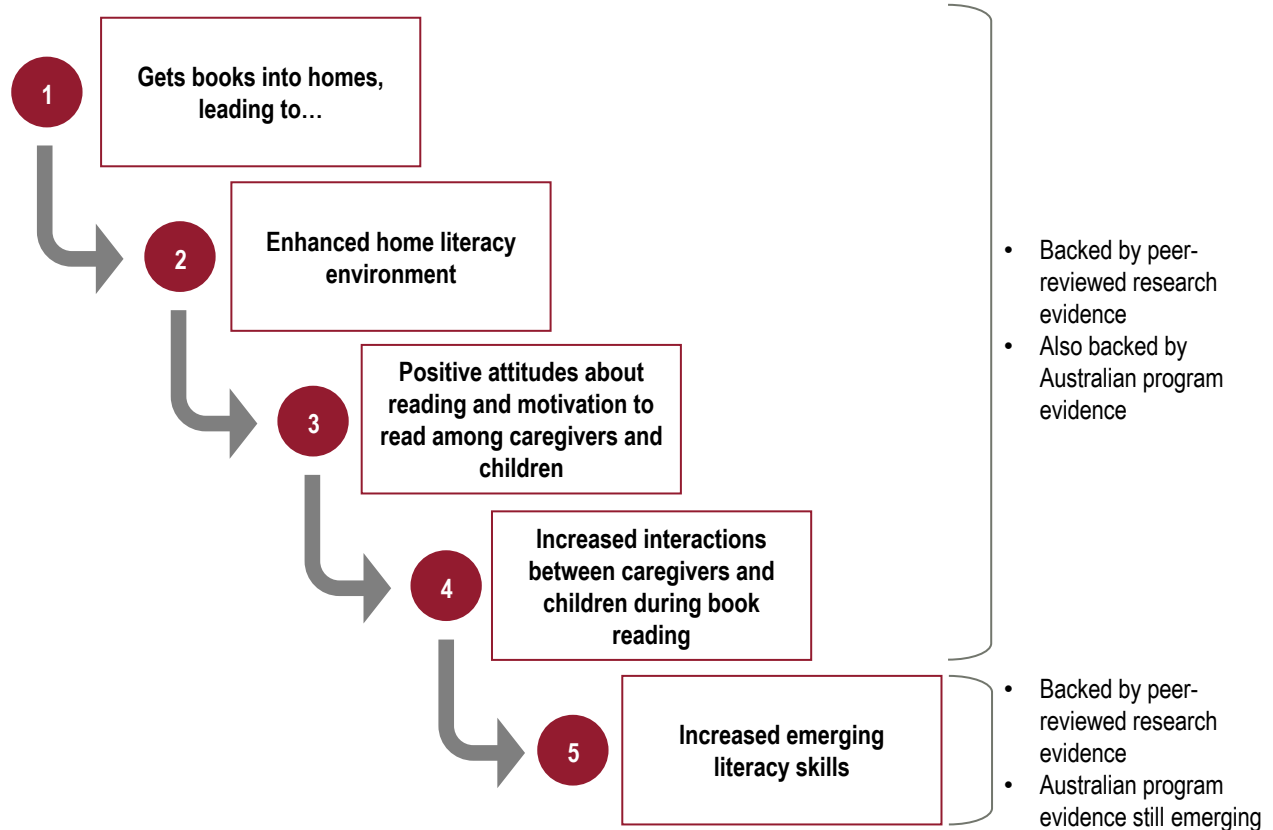 1
Gets books into homes,
leading to…
2
Enhanced home literacy
environment
3
Positive attitudes about
reading and motivation to
read among caregivers and
children
4
Increased interactions
between caregivers and
children during book
reading
• Backed by peer-
reviewed research
evidence
• Also backed by
Australian program
evidence
5
Increased emerging
literacy skills
• Backed by peer-
reviewed research
evidence
• Australian program
evidence still emerging